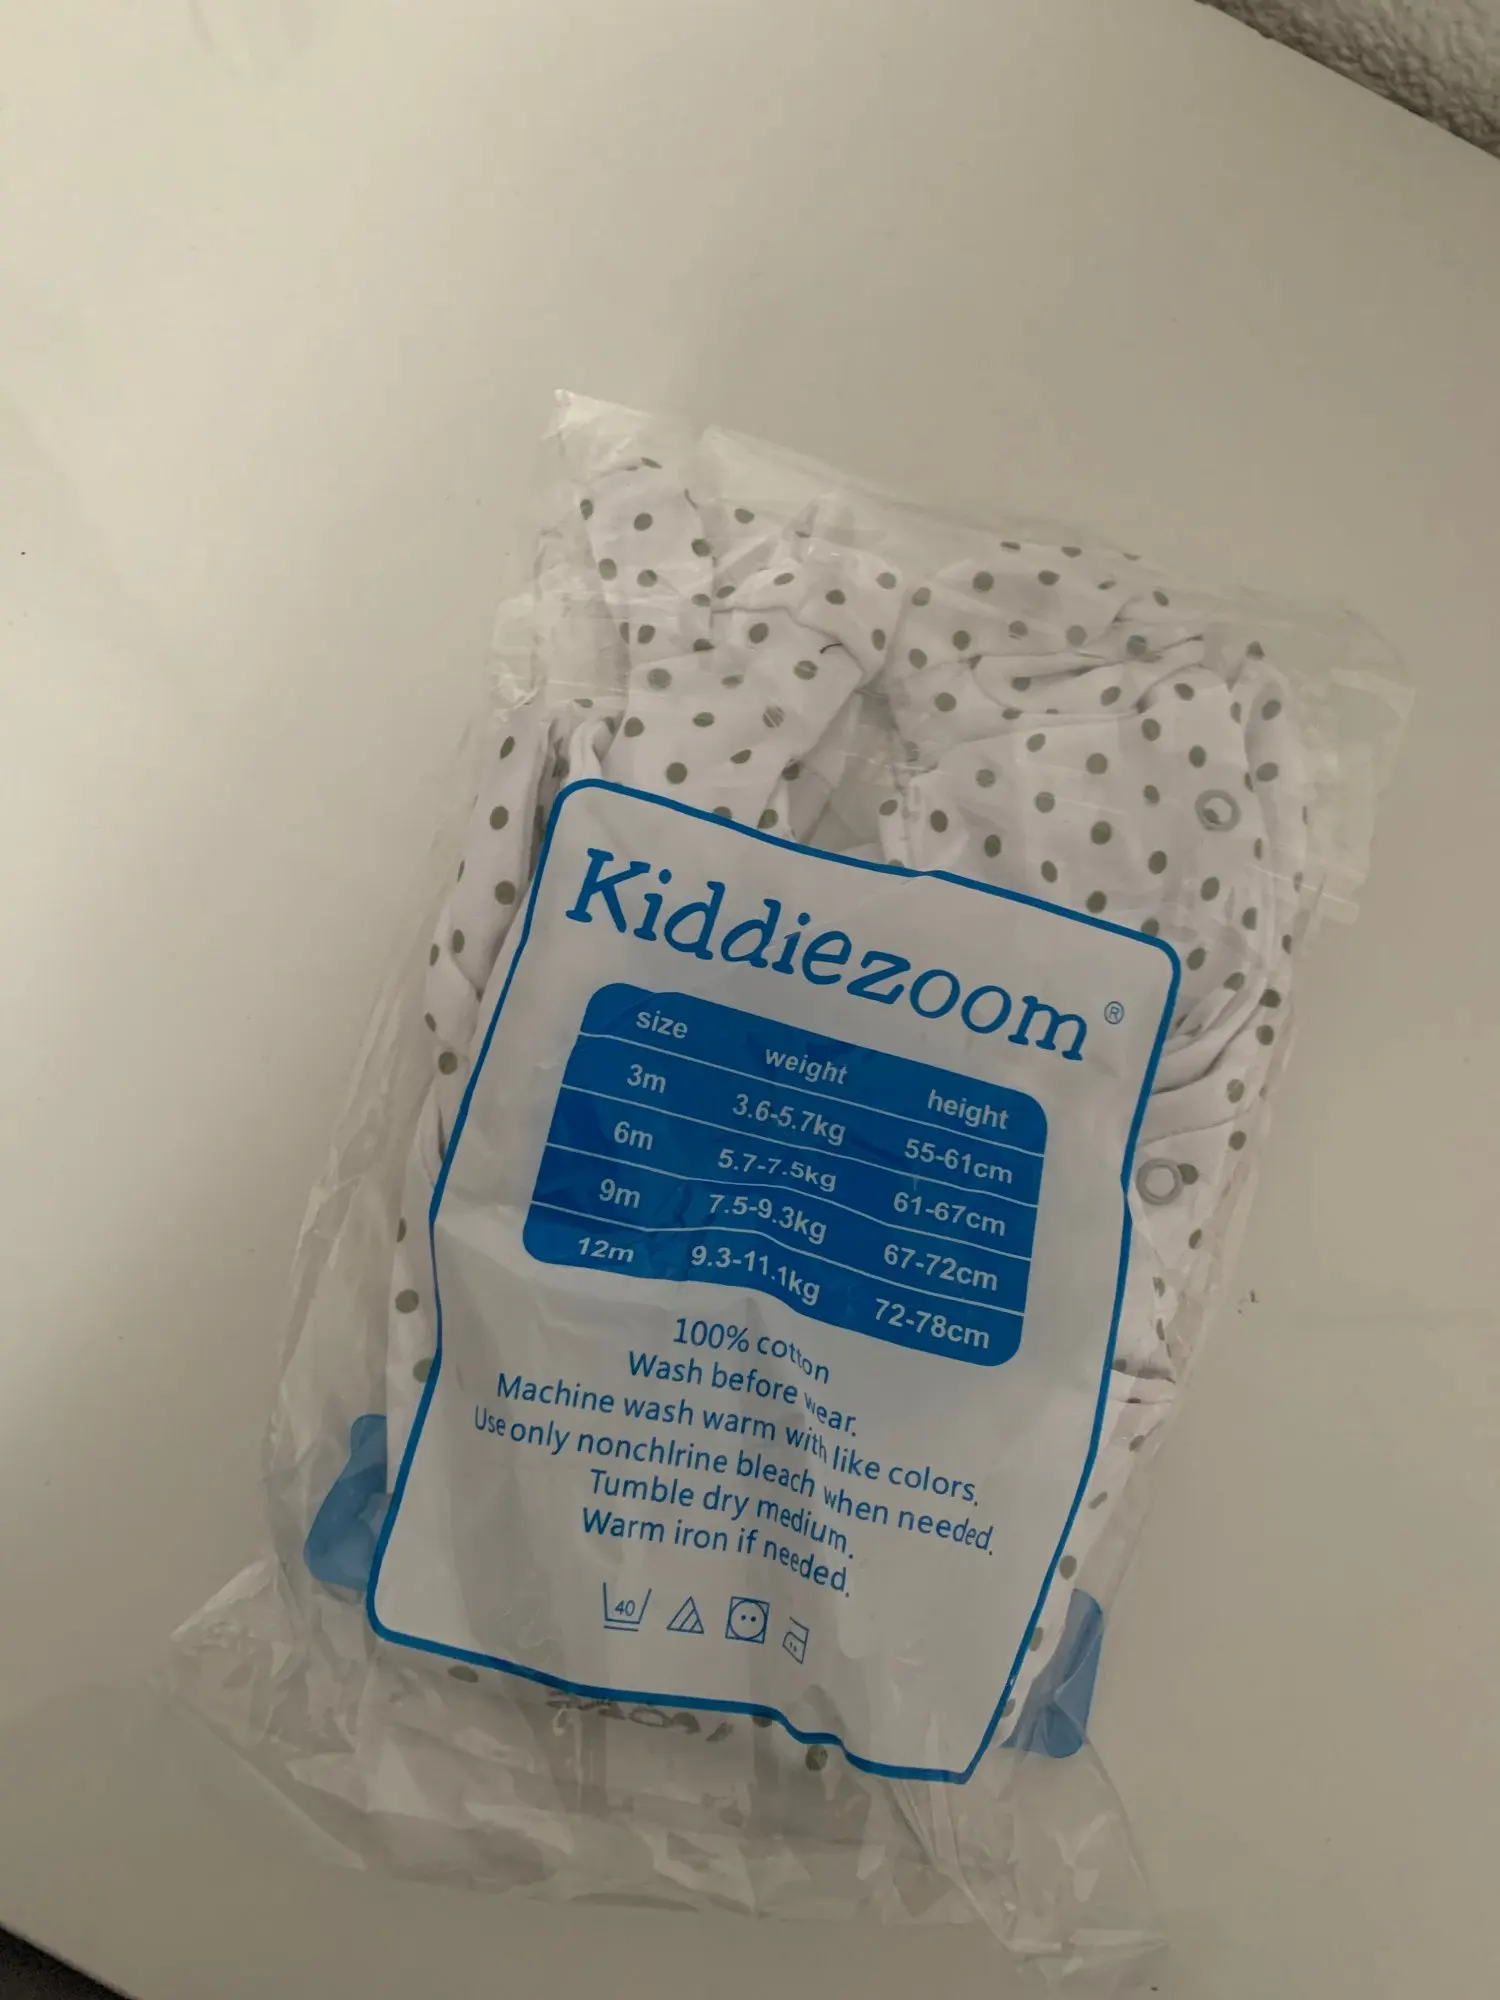 Kiddiezoom ®
size weight height
3m 3.6-5.7kg 55-61cm
6m 5.7-7.5kg 61-67cm
9m 7.5-9.3kg 67-72cm
12m 9.3-11.1kg 72-78cm
100% cotton
Wash before wear.
Machine wash warm with like colors.
Use only nonchlrine bleach when needed.
Tumble dry medium.
Warm iron if needed.
40